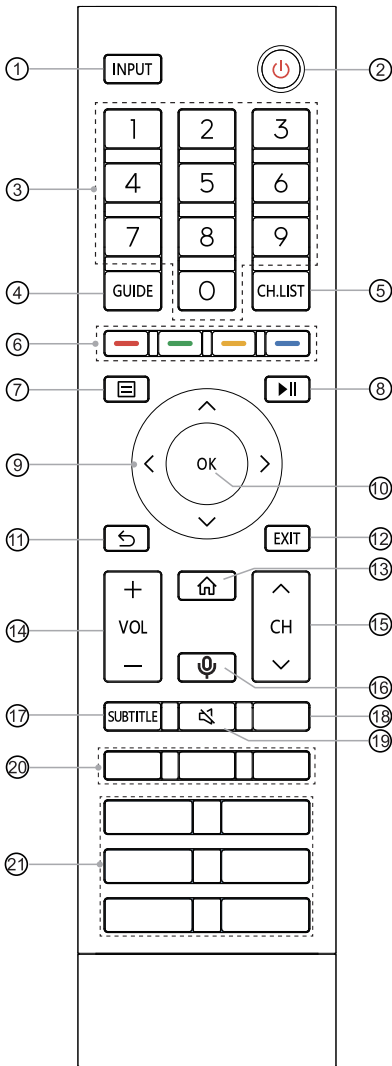 ① INPUT ②
1 2 3
③ 4 5 6
7 8 9
④ GUIDE 0 CH.LIST ⑤
⑥
⑦ ⑧
⑨ OK ⑩
⑪ EXIT ⑫
⑬
+
⑭ VOL CH ⑮
−
⑯
⑰ SUBTITLE ⑱
⑲
⑳
㉑